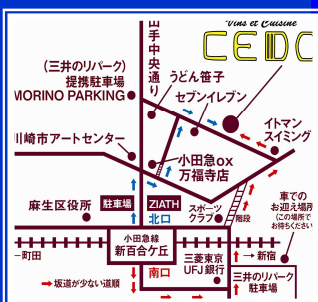 Vins et Cuisine
CEDO
山手中央通り
(三井のリパーク)
提携駐車場
MORINO PARKING
うどん笹子
セブンイレブン
イトマン
スイミング
川崎市アートセンター
小田急ox
万福寺店
麻生区役所
駐車場
ZIATH
北口
スポーツ
クラブ
階段
車での
お迎え場所
(この場所で
お待ちください
小田急線
新百合ケ丘
←町田
→新宿
三菱東京
UFJ銀行
南口
→坂道が少ない道順
三井のリパーク
駐車場